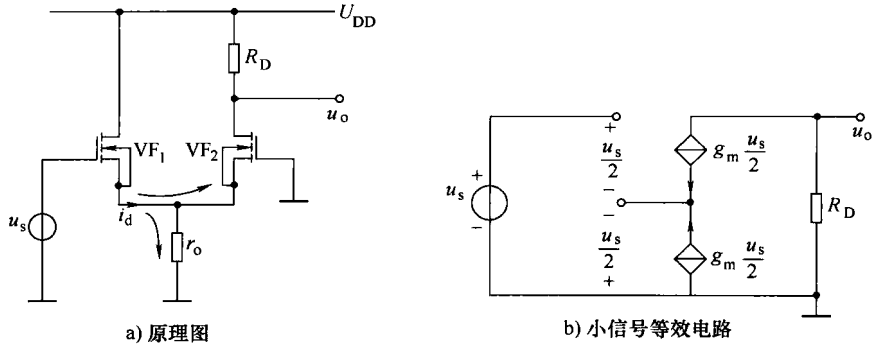 U_DD
R_D
u_o
VF_1
VF_2
u_s
i_d
r_o
a) 原理图
+
u_s/2
−
−
u_s/2
+
+
u_s
−
g_m u_s/2
g_m u_s/2
u_o
R_D
b) 小信号等效电路